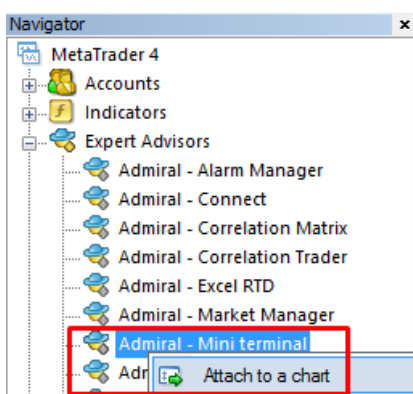 Navigator
MetaTrader 4
Accounts
Indicators
Expert Advisors
Admiral - Alarm Manager
Admiral - Connect
Admiral - Correlation Matrix
Admiral - Correlation Trader
Admiral - Excel RTD
Admiral - Market Manager
Admiral - Mini terminal
Adr Attach to a chart